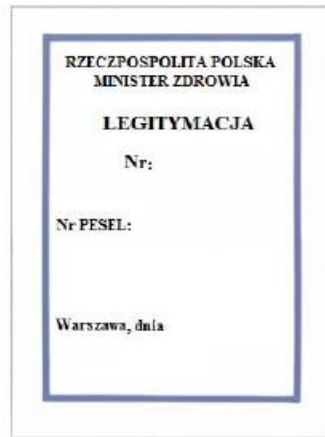 RZECZPOSPOLITA POLSKA
MINISTER ZDROWIA
LEGITYMACJA
Nr:
Nr PESEL:
Warszawa, dnia